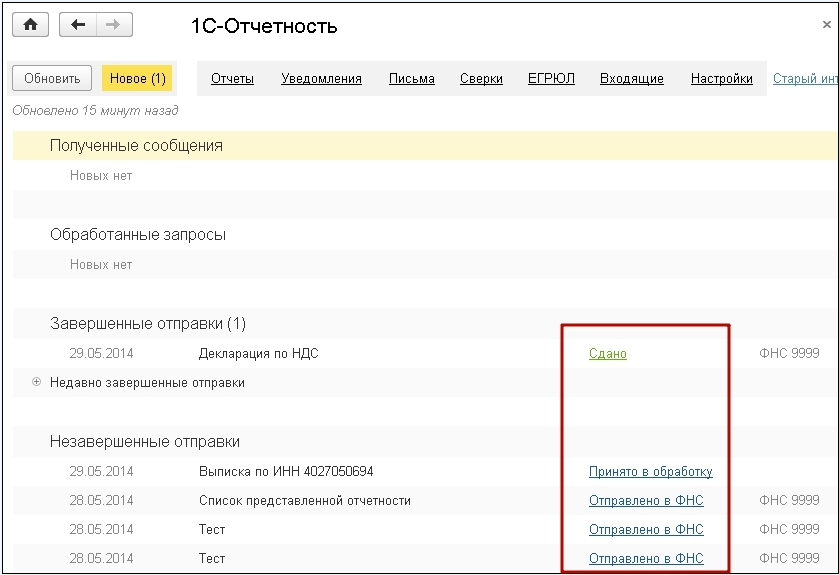 1С-Отчетность
Обновить Новое (1) Отчеты Уведомления Письма Сверки ЕГРЮЛ Входящие Настройки Старый инт
Обновлено 15 минут назад
Полученные сообщения
Новых нет
Обработанные запросы
Новых нет
Завершенные отправки (1)
29.05.2014 Декларация по НДС Сдано ФНС 9999
Недавно завершенные отправки
Незавершенные отправки
29.05.2014 Выписка по ИНН 4027050694 Принято в обработку
28.05.2014 Список представленной отчетности Отправлено в ФНС ФНС 9999
28.05.2014 Тест Отправлено в ФНС ФНС 9999
28.05.2014 Тест Отправлено в ФНС ФНС 9999